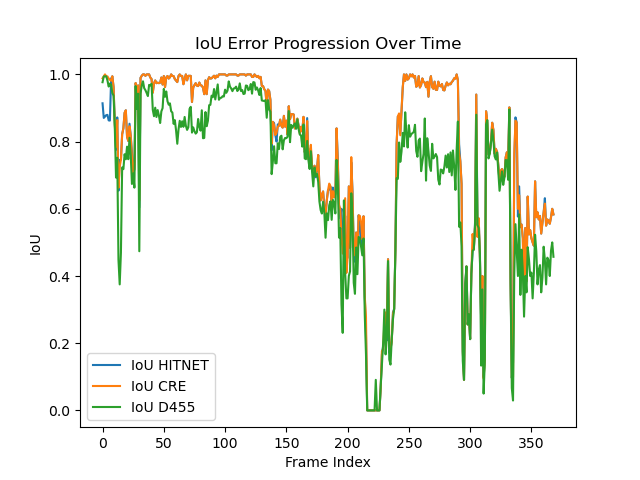 IoU Error Progression Over Time
IoU
1.0
0.8
0.6
0.4
0.2
0.0
IoU HITNET
IoU CRE
IoU D455
0 50 100 150 200 250 300 350
Frame Index